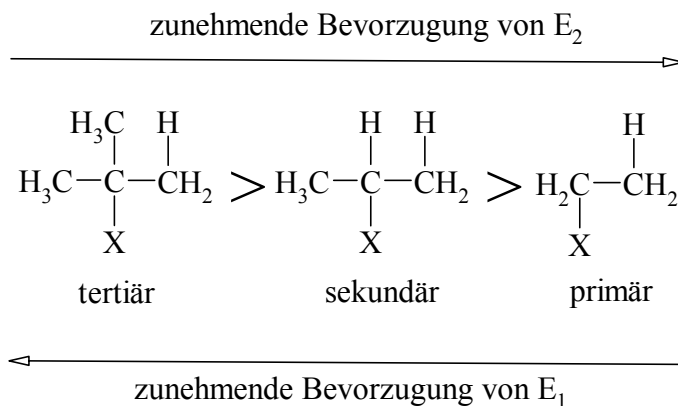 zunehmende Bevorzugung von E₂
H₃C H H H H
H₃C—C—CH₂ > H₃C—C—CH₂ > H₂C—CH₂
X X X
tertiär sekundär primär
zunehmende Bevorzugung von E₁